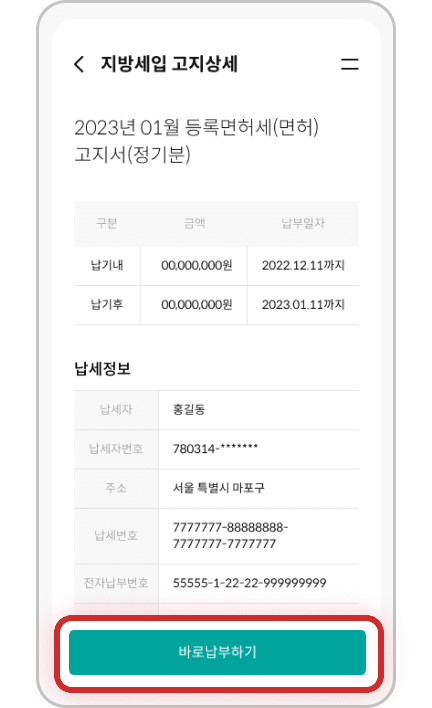 지방세입 고지상세
2023년 01월 등록면허세(면허)
고지서(정기분)
구분 금액 납부일자
납기내 00,000,000원 2022.12.11까지
납기후 00,000,000원 2023.01.11까지
납세정보
납세자 홍길동
납세자번호 780314-*******
주소 서울 특별시 마포구
납세번호 7777777-88888888-
7777777-7777777
전자납부번호 55555-1-22-22-999999999
바로납부하기